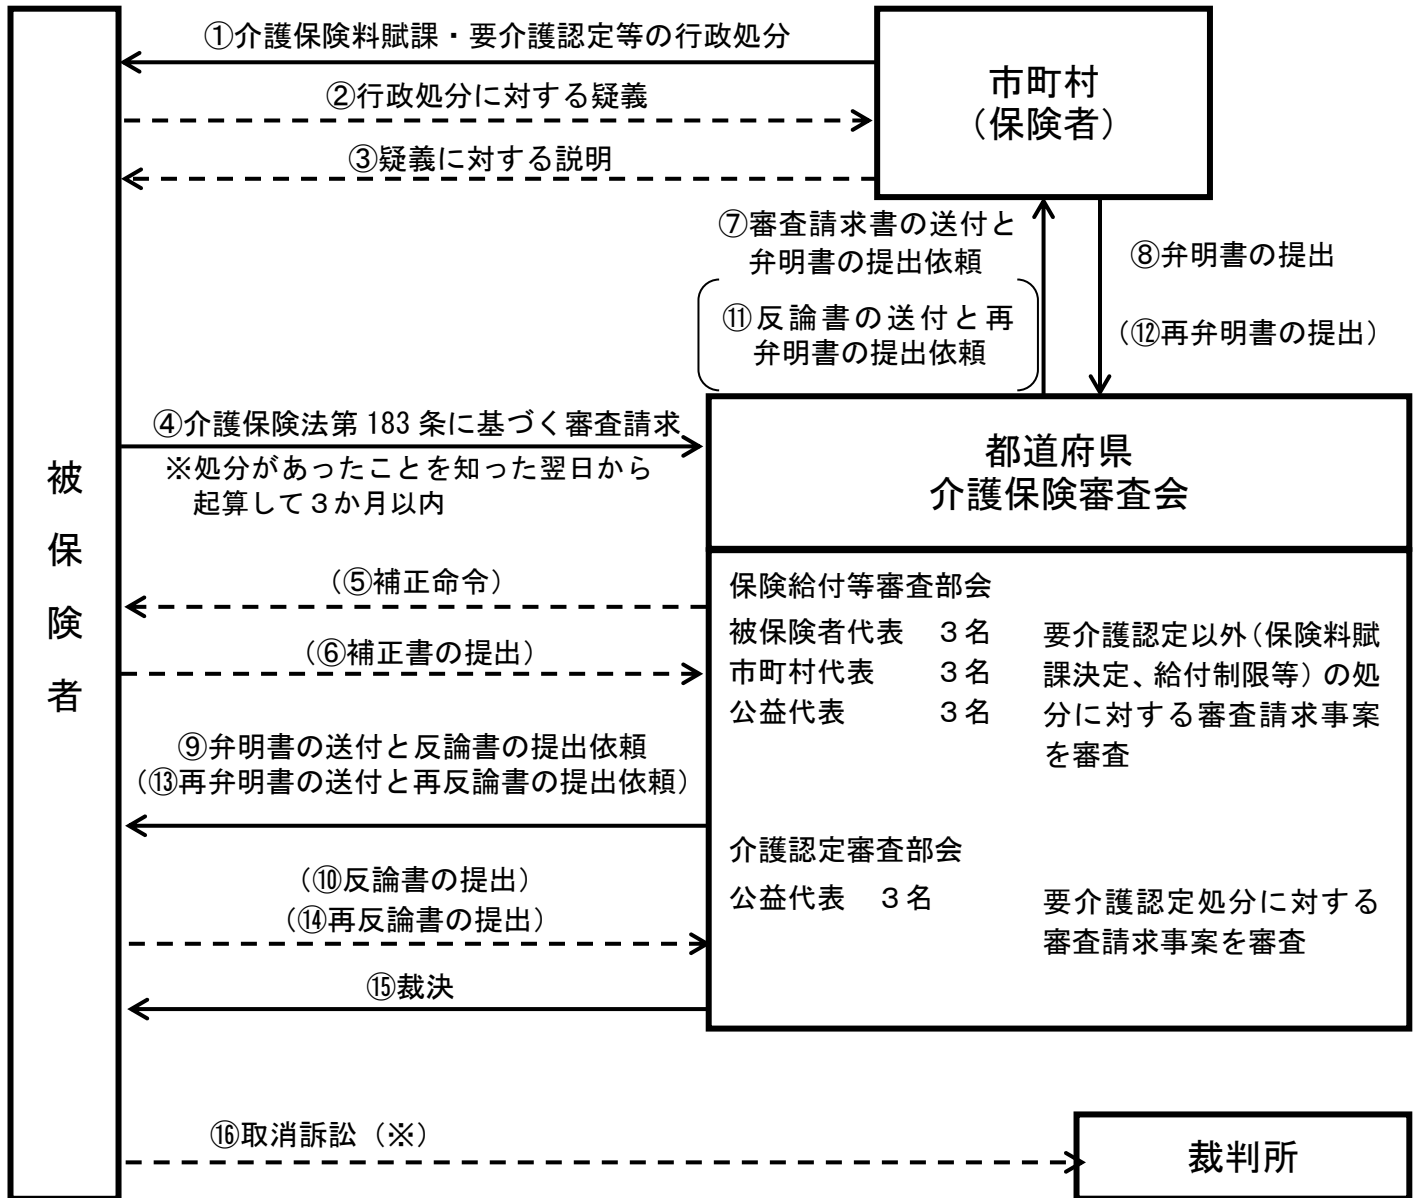 ①介護保険料賦課・要介護認定等の行政処分
②行政処分に対する疑義
③疑義に対する説明
市町村
（保険者）
⑦審査請求書の送付と
弁明書の提出依頼
⑪反論書の送付と再
弁明書の提出依頼
⑧弁明書の提出
（⑫再弁明書の提出）
被保険者
④介護保険法第 183 条に基づく審査請求
※処分があったことを知った翌日から
起算して３か月以内
（⑤補正命令）
（⑥補正書の提出）
⑨弁明書の送付と反論書の提出依頼
（⑬再弁明書の送付と再反論書の提出依頼）
（⑩反論書の提出）
（⑭再反論書の提出）
⑮裁決
都道府県
介護保険審査会
保険給付等審査部会
被保険者代表　３名
市町村代表　　３名
公益代表　　　３名
要介護認定以外（保険料賦
課決定、給付制限等）の処
分に対する審査請求事案
を審査
介護認定審査部会
公益代表　３名
要介護認定処分に対する
審査請求事案を審査
⑯取消訴訟（※）
裁判所